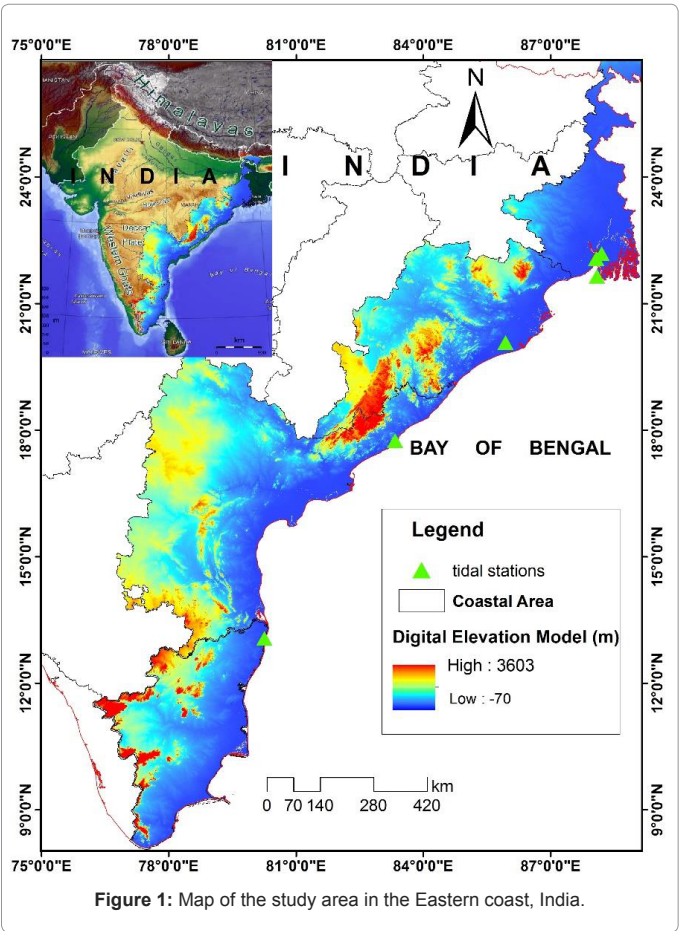 75°0'0"E 78°0'0"E 81°0'0"E 84°0'0"E 87°0'0"E
Himalayas
I N D I A
Deccan
Western Ghats
km
N
I N D I A
24°0'0"N 24°0'0"N
21°0'0"N 21°0'0"N
18°0'0"N 18°0'0"N
BAY OF BENGAL
Legend
tidal stations
Coastal Area
Digital Elevation Model (m)
High : 3603
Low : -70
15°0'0"N 15°0'0"N
12°0'0"N 12°0'0"N
9°0'0"N 9°0'0"N
km
0 70 140 280 420
75°0'0"E 78°0'0"E 81°0'0"E 84°0'0"E 87°0'0"E
Figure 1: Map of the study area in the Eastern coast, India.